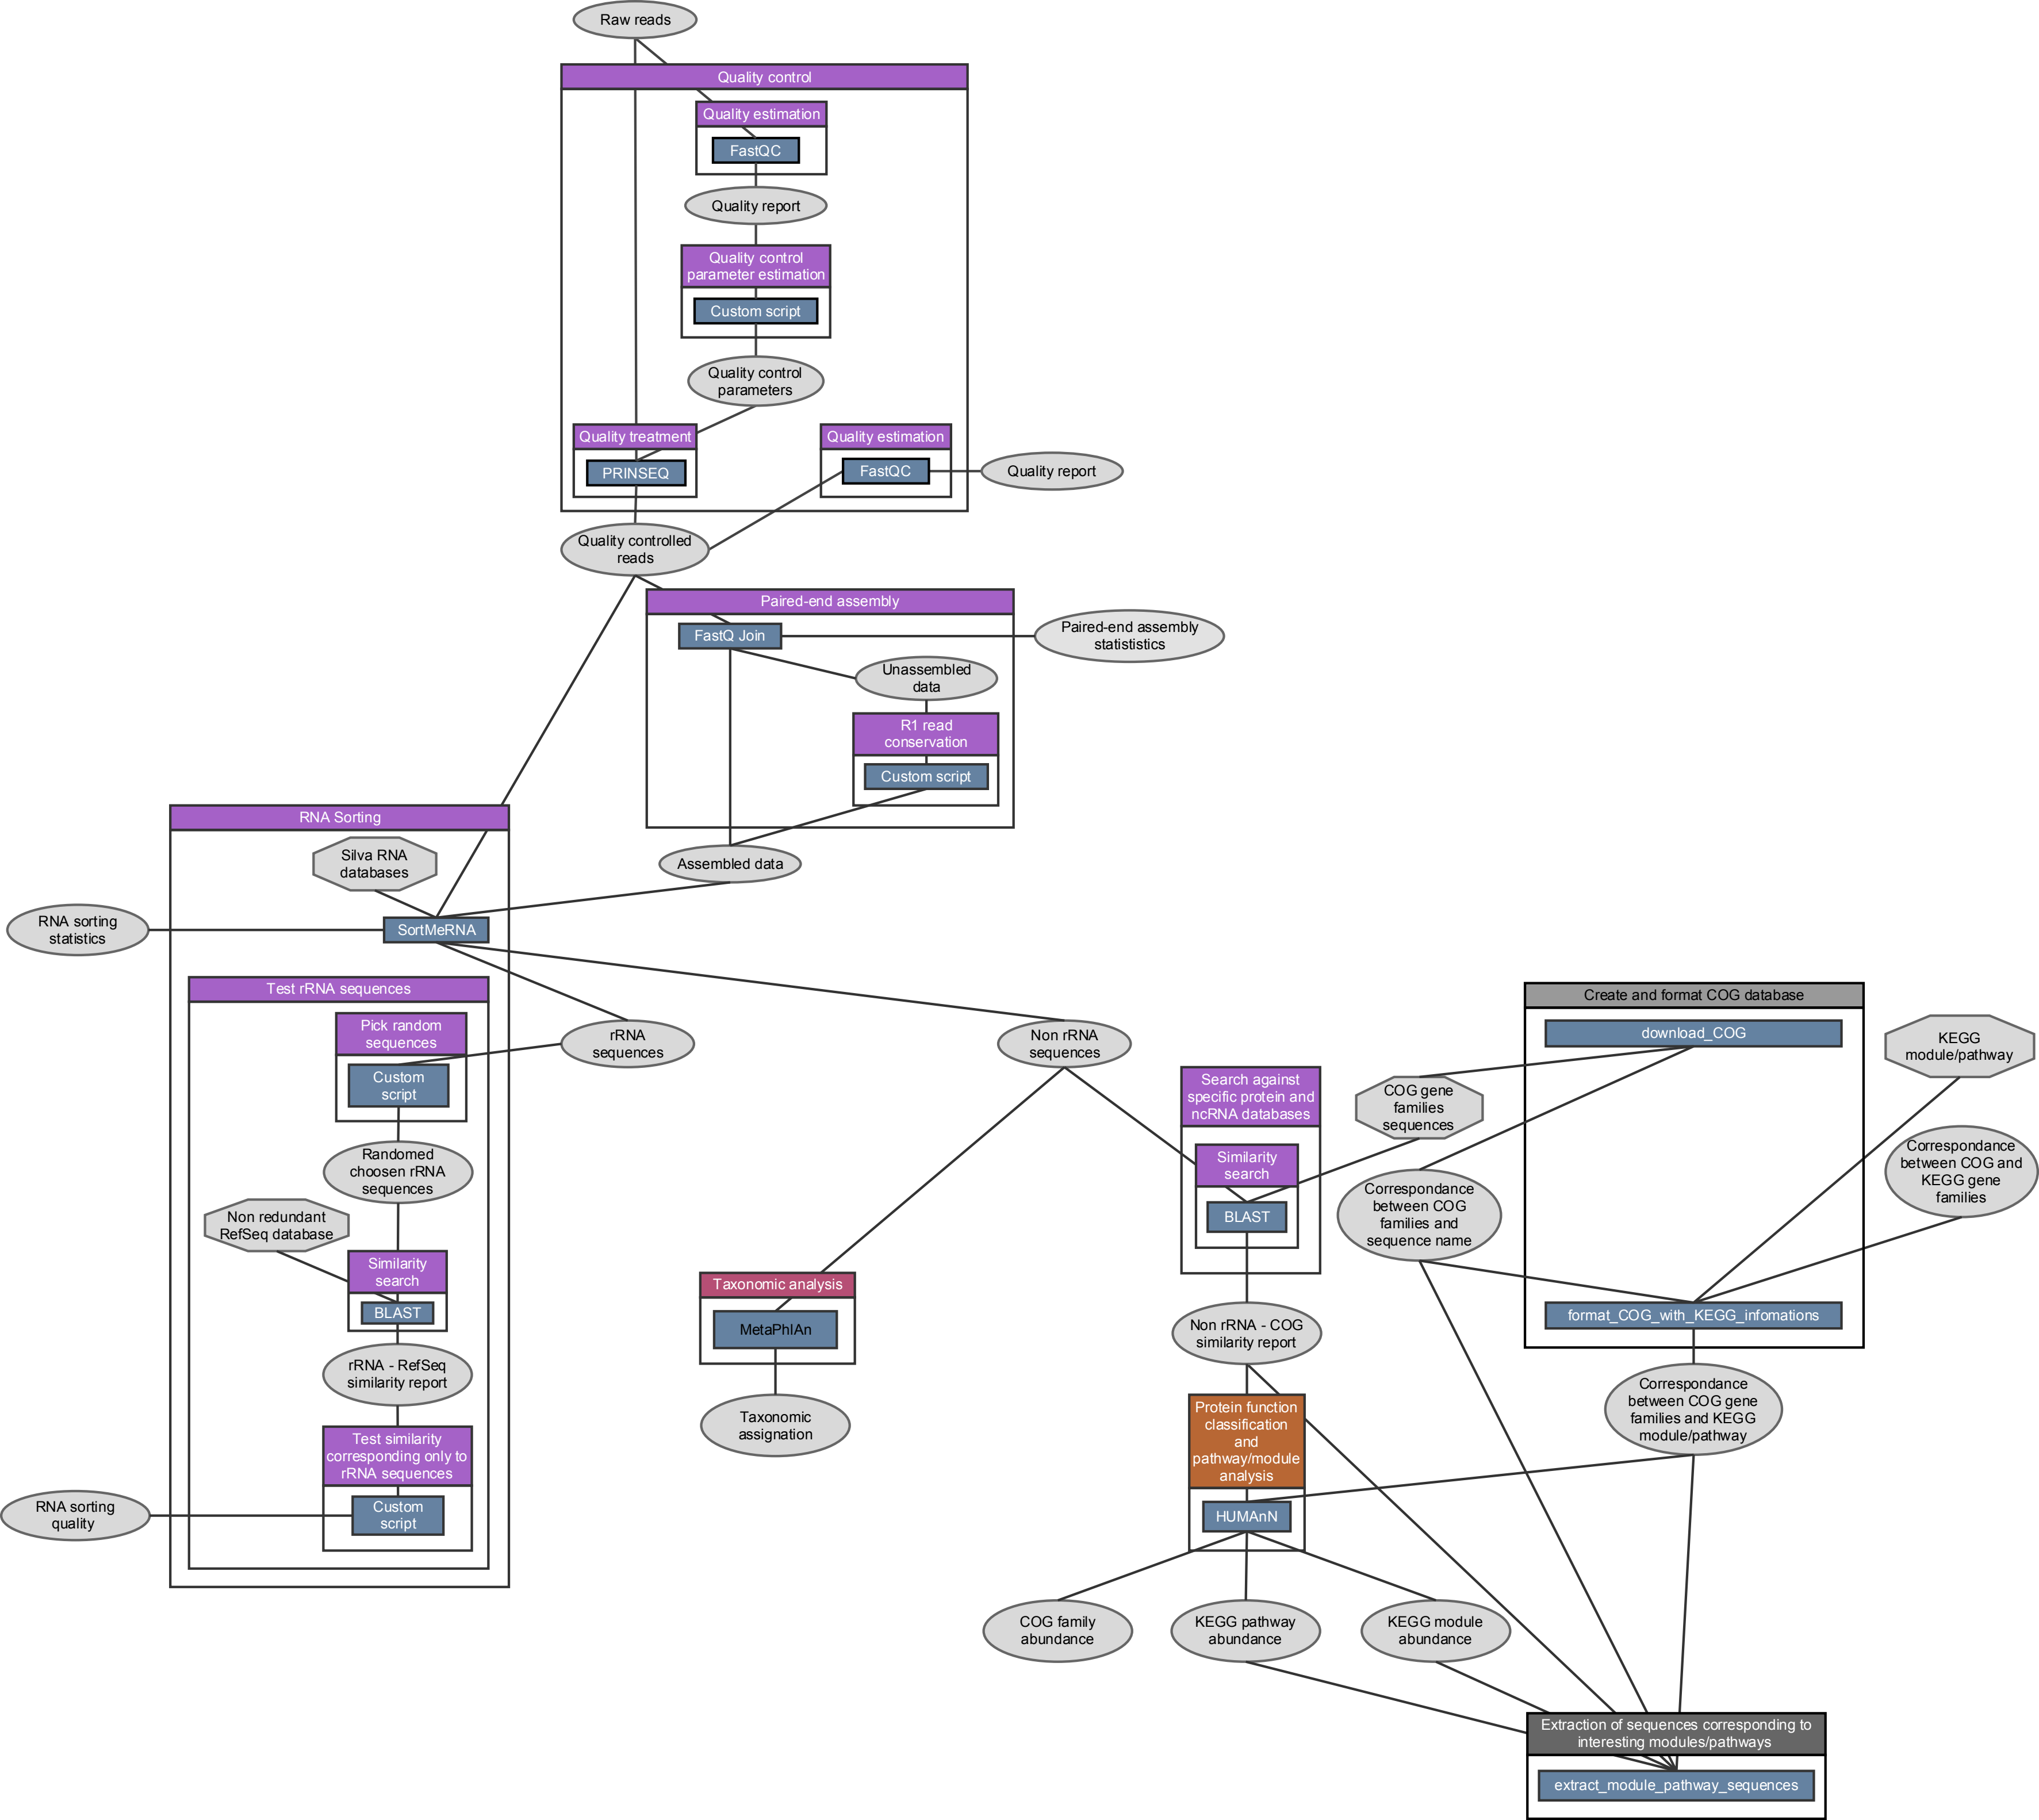 Raw reads
Quality control
Quality estimation
FastQC
Quality report
Quality control
parameter estimation
Custom script
Quality control
parameters
Quality treatment
PRINSEQ
Quality estimation
FastQC
Quality report
Quality controlled
reads
Paired-end assembly
FastQ Join
Paired-end assembly
statististics
Unassembled
data
R1 read
conservation
Custom script
Assembled data
RNA Sorting
Silva RNA
databases
RNA sorting
statistics
SortMeRNA
Test rRNA sequences
Pick random
sequences
Custom
script
rRNA
sequences
Randomed
choosen rRNA
sequences
Non redundant
RefSeq database
Similarity
search
BLAST
rRNA - RefSeq
similarity report
Test similarity
corresponding only to
rRNA sequences
Custom
script
RNA sorting
quality
Non rRNA
sequences
Taxonomic analysis
MetaPhlAn
Taxonomic
assignation
Search against
specific protein and
ncRNA databases
Similarity
search
BLAST
Non rRNA - COG
similarity report
Protein function
classification
and
pathway/module
analysis
HUMAnN
COG family
abundance
KEGG pathway
abundance
KEGG module
abundance
Create and format COG database
download_COG
COG gene
families
sequences
KEGG
module/pathway
Correspondance
between COG
families and
sequence name
Correspondance
between COG and
KEGG gene
families
format_COG_with_KEGG_infomations
Correspondance
between COG gene
families and KEGG
module/pathway
Extraction of sequences corresponding to
interesting modules/pathways
extract_module_pathway_sequences